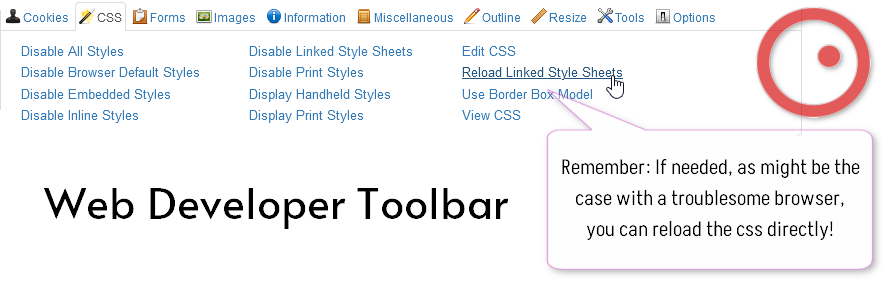 Cookies CSS Forms Images Information Miscellaneous Outline Resize Tools Options
Disable All Styles Disable Linked Style Sheets Edit CSS
Disable Browser Default Styles Disable Print Styles Reload Linked Style Sheets
Disable Embedded Styles Display Handheld Styles Use Border Box Model
Disable Inline Styles Display Print Styles View CSS
Remember: If needed, as might be the
case with a troublesome browser,
you can reload the css directly!
Web Developer Toolbar